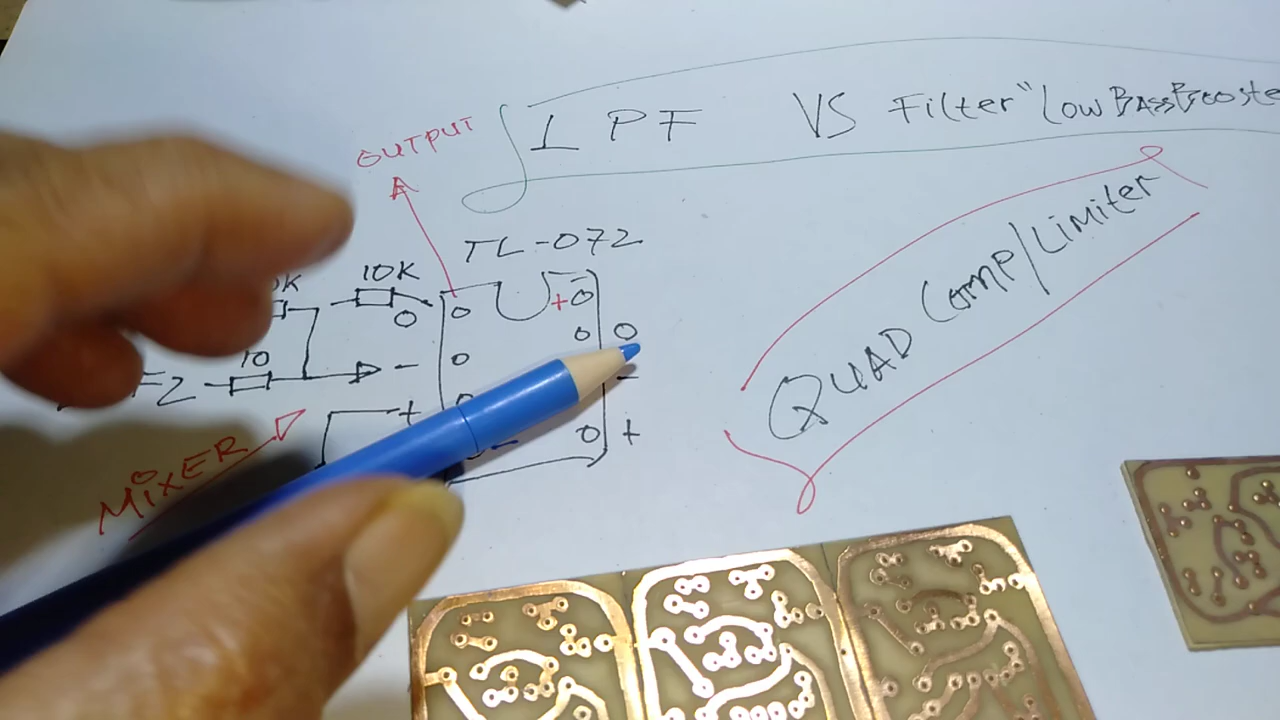 LPF VS Filter "Low BassBooste
OUTPUT
TL-072
QUAD Comp/Limiter
10K
10
MiXER
+
-
+
-
+